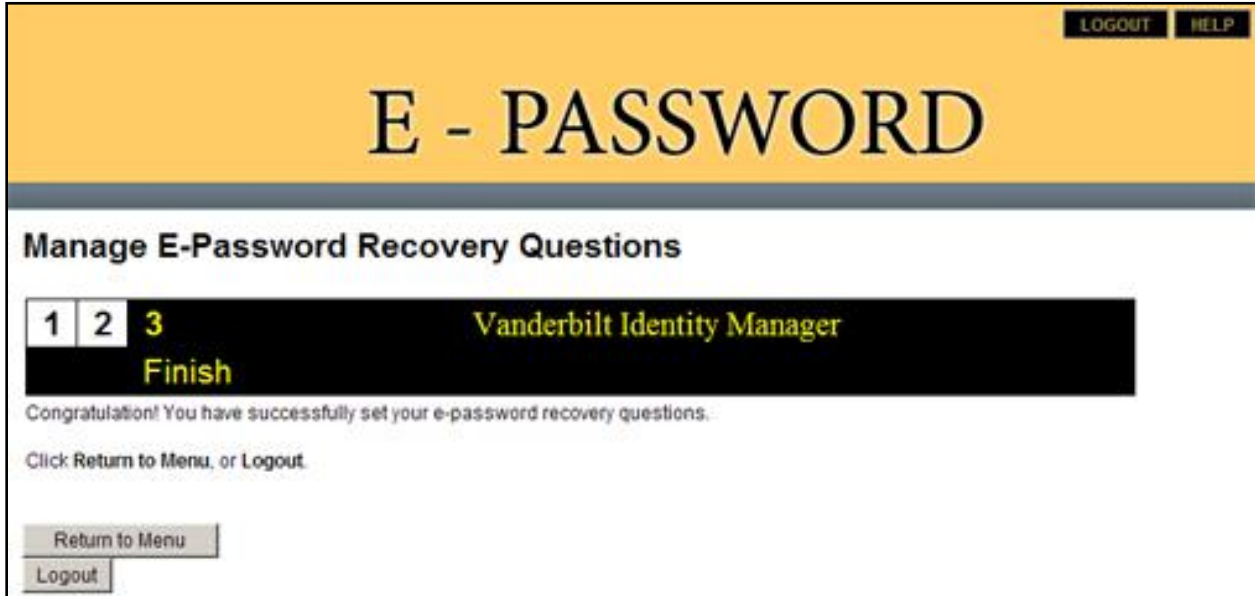 LOGOUT HELP
E - PASSWORD
Manage E-Password Recovery Questions
1 2 3 Vanderbilt Identity Manager
Finish
Congratulation! You have successfully set your e-password recovery questions.
Click Return to Menu, or Logout.
Return to Menu
Logout